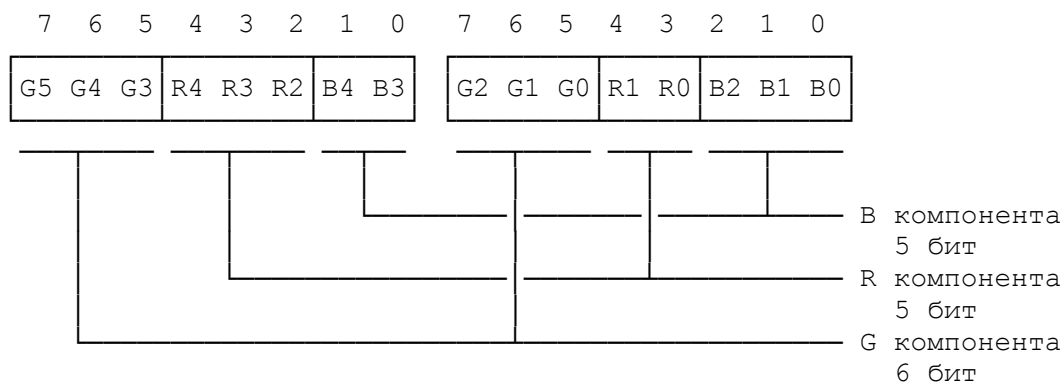 7 6 5 4 3 2 1 0 7 6 5 4 3 2 1 0
G5 G4 G3 R4 R3 R2 B4 B3 G2 G1 G0 R1 R0 B2 B1 B0
B компонента
5 бит
R компонента
5 бит
G компонента
6 бит